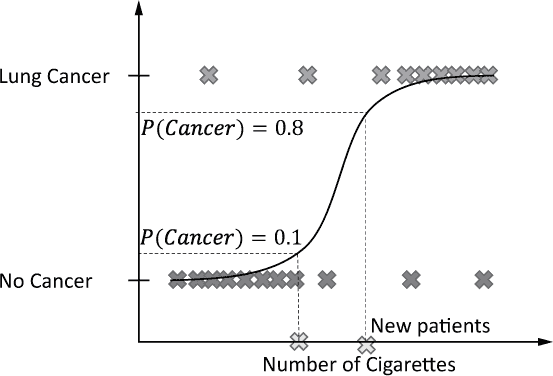 Lung Cancer
P(Cancer) = 0.8
P(Cancer) = 0.1
No Cancer
New patients
Number of Cigarettes